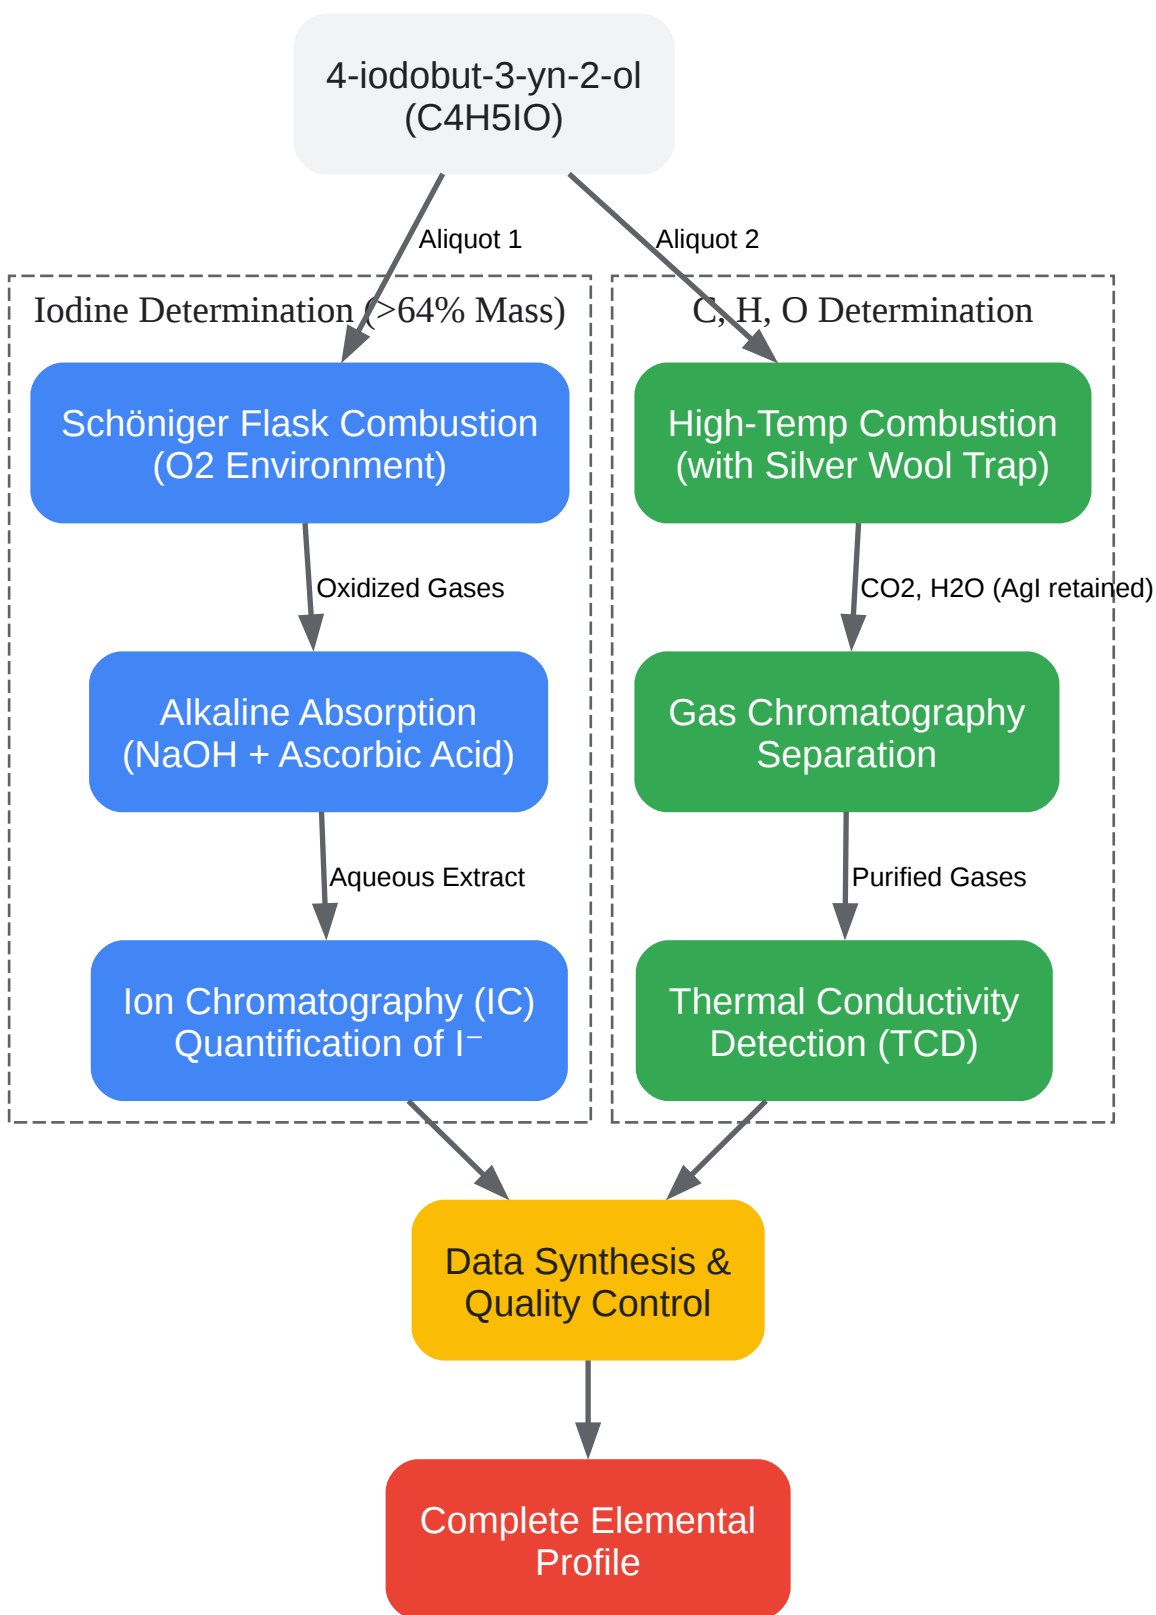 4-iodobut-3-yn-2-ol
(C4H5IO)
Aliquot 1
Aliquot 2
Iodine Determination (>64% Mass)
C, H, O Determination
Schöniger Flask Combustion
(O2 Environment)
High-Temp Combustion
(with Silver Wool Trap)
Oxidized Gases
CO2, H2O (AgI retained)
Alkaline Absorption
(NaOH + Ascorbic Acid)
Gas Chromatography
Separation
Aqueous Extract
Purified Gases
Ion Chromatography (IC)
Quantification of I⁻
Thermal Conductivity
Detection (TCD)
Data Synthesis &
Quality Control
Complete Elemental
Profile